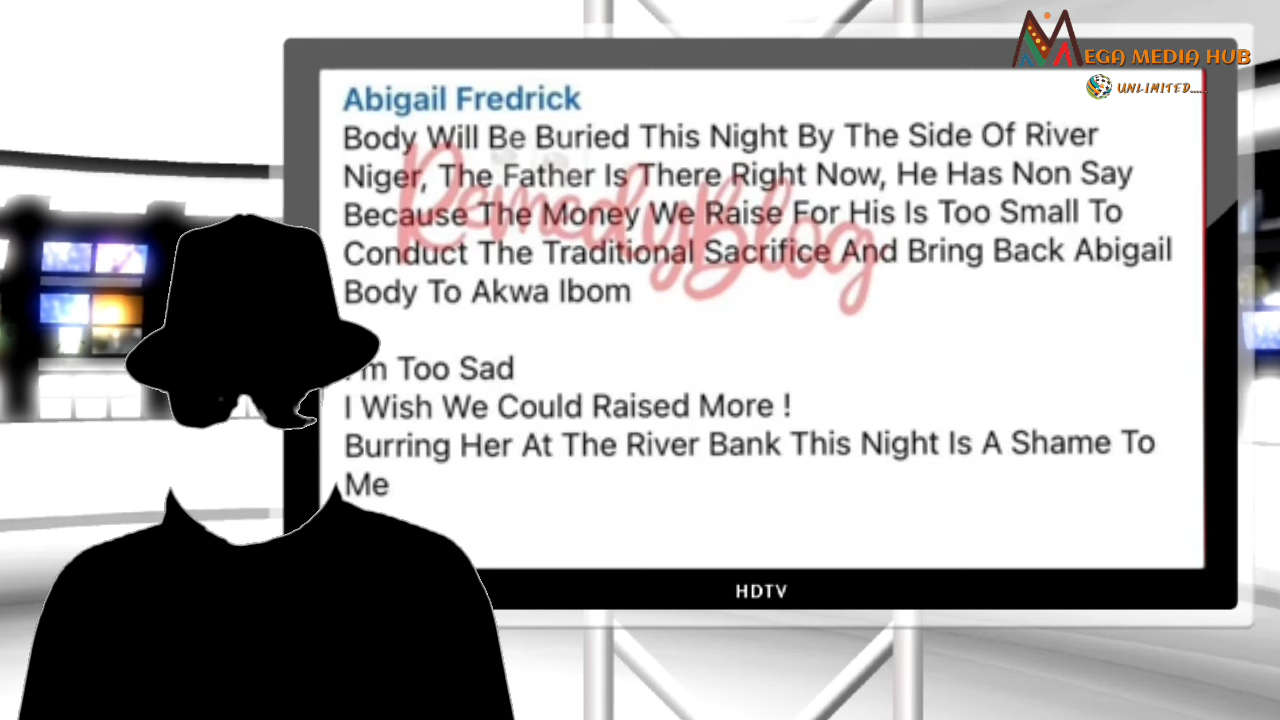 MEGA MEDIA HUB
UNLIMITED.....
Abigail Fredrick
Body Will Be Buried This Night By The Side Of River
Niger, The Father Is There Right Now, He Has Non Say
Because The Money We Raise For His Is Too Small To
Conduct The Traditional Sacrifice And Bring Back Abigail
Body To Akwa Ibom
RemedyBlog
'm Too Sad
I Wish We Could Raised More !
Burring Her At The River Bank This Night Is A Shame To
Me
HDTV